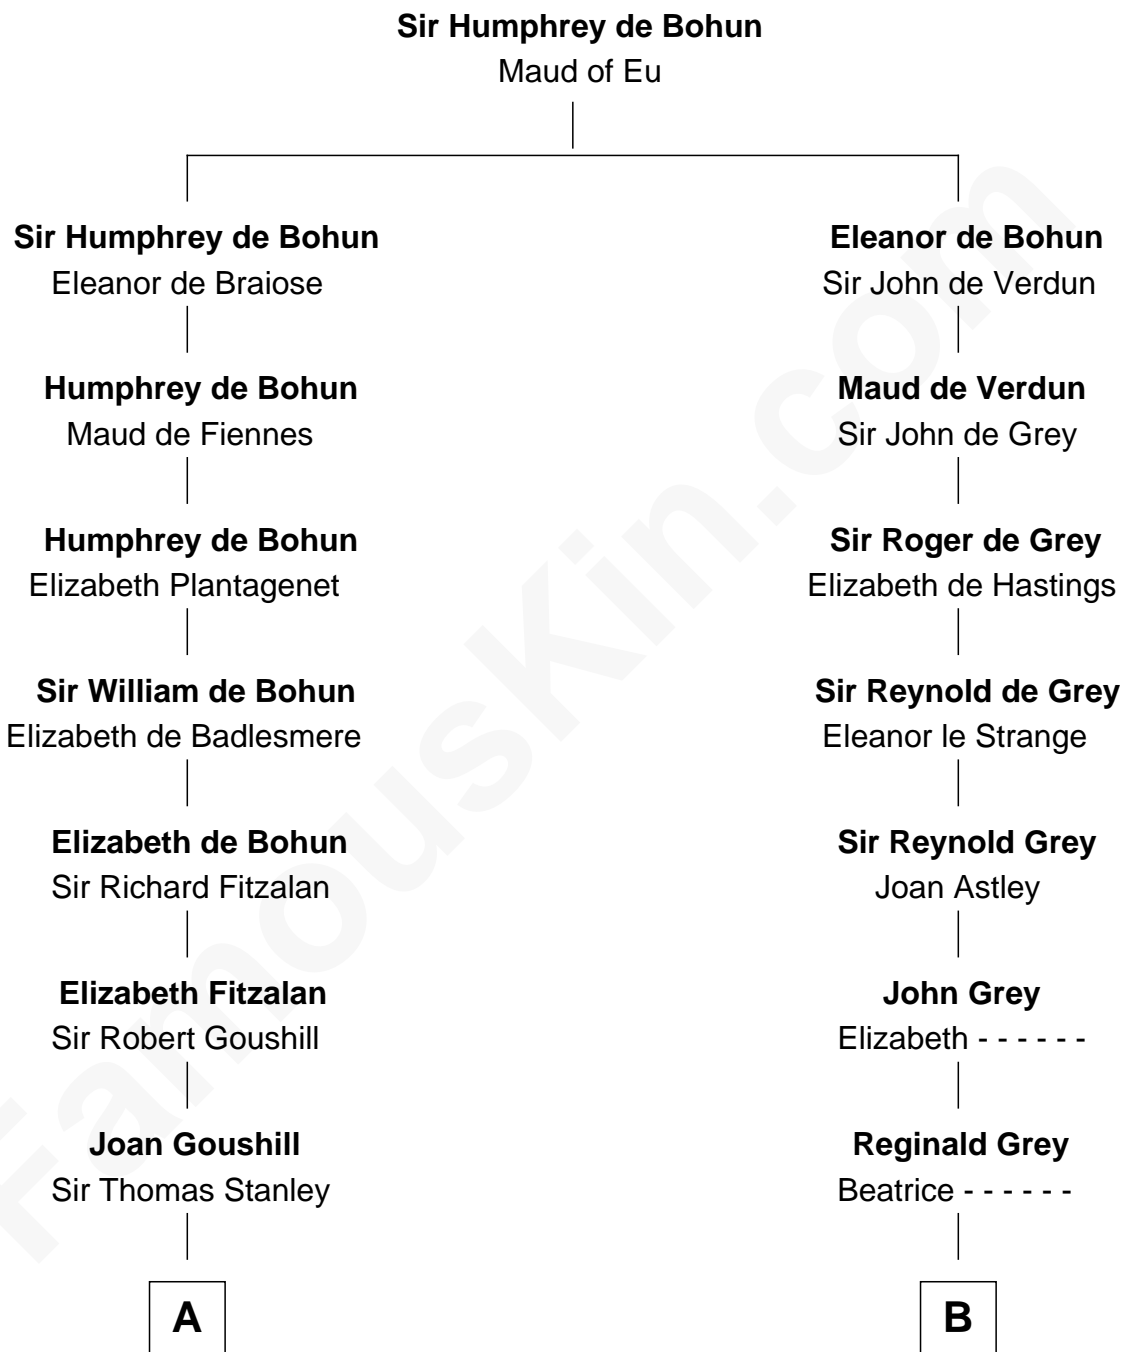 Sir Humphrey de Bohun
Maud of Eu
Sir Humphrey de Bohun
Eleanor de Braiose
Humphrey de Bohun
Maud de Fiennes
Humphrey de Bohun
Elizabeth Plantagenet
Sir William de Bohun
Elizabeth de Badlesmere
Elizabeth de Bohun
Sir Richard Fitzalan
Elizabeth Fitzalan
Sir Robert Goushill
Joan Goushill
Sir Thomas Stanley
A
Eleanor de Bohun
Sir John de Verdun
Maud de Verdun
Sir John de Grey
Sir Roger de Grey
Elizabeth de Hastings
Sir Reynold de Grey
Eleanor le Strange
Sir Reynold Grey
Joan Astley
John Grey
Elizabeth - - - - - -
Reginald Grey
Beatrice - - - - - -
B
FamousKin.com